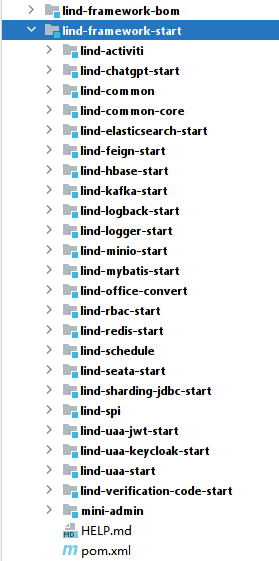 lind-framework-bom
lind-framework-start
lind-activiti
lind-chatgpt-start
lind-common
lind-common-core
lind-elasticsearch-start
lind-feign-start
lind-hbase-start
lind-kafka-start
lind-logback-start
lind-logger-start
lind-minio-start
lind-mybatis-start
lind-office-convert
lind-rbac-start
lind-redis-start
lind-schedule
lind-seata-start
lind-sharding-jdbc-start
lind-spi
lind-uaa-jwt-start
lind-uaa-keycloak-start
lind-uaa-start
lind-verification-code-start
mini-admin
MD HELP.md
m pom.xml